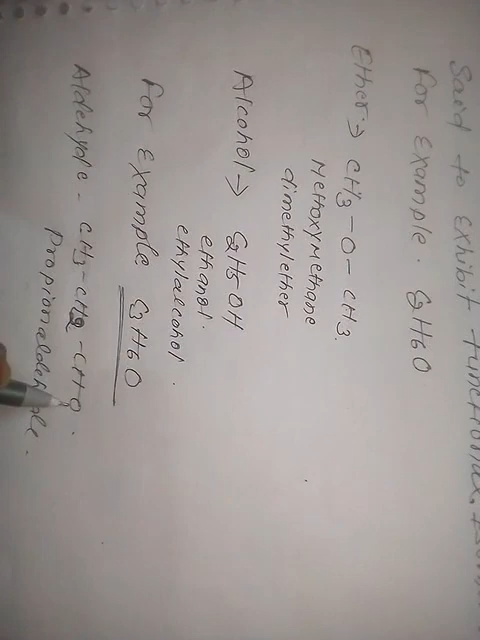 Said to exhibit functional
For Example. C2H6O
Ether → CH3-O-CH3.
Methoxymethane
dimethylether
Alcohol → C2H5OH
ethanol.
ethylalcohol.
For Example C3H6O
Aldehyde - CH3-CH2-CHO.
Propionaldehyde.